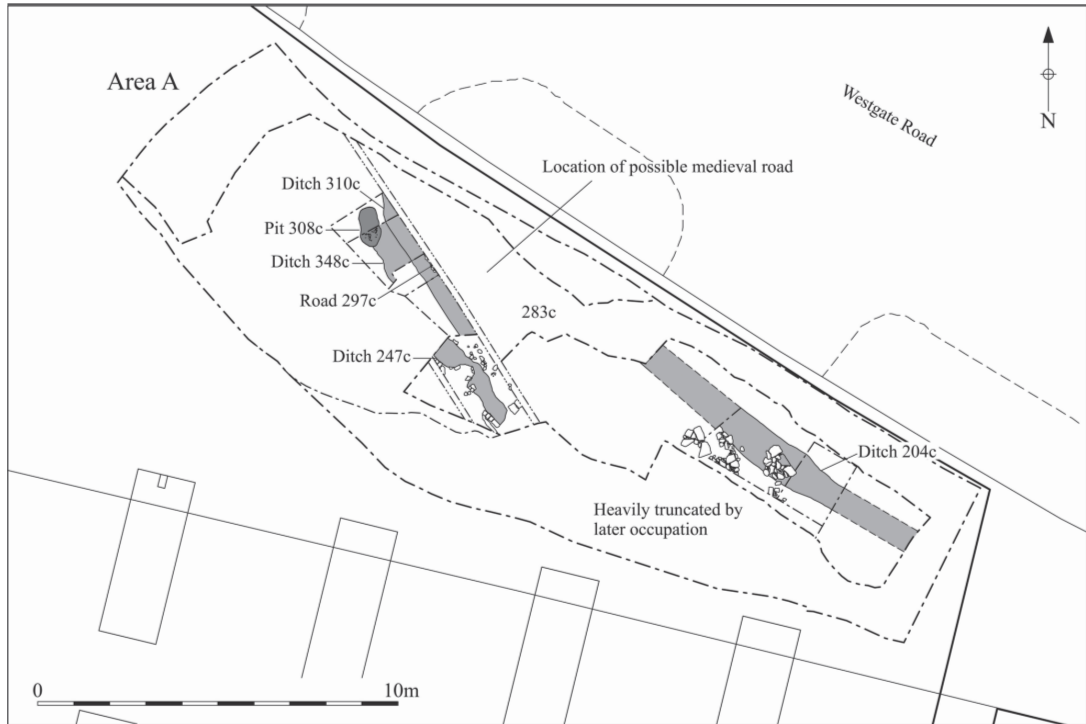 Area A
Westgate Road
N
Location of possible medieval road
Ditch 310c
Pit 308c
Ditch 348c
Road 297c
283c
Ditch 247c
Ditch 204c
Heavily truncated by
later occupation
0
10m